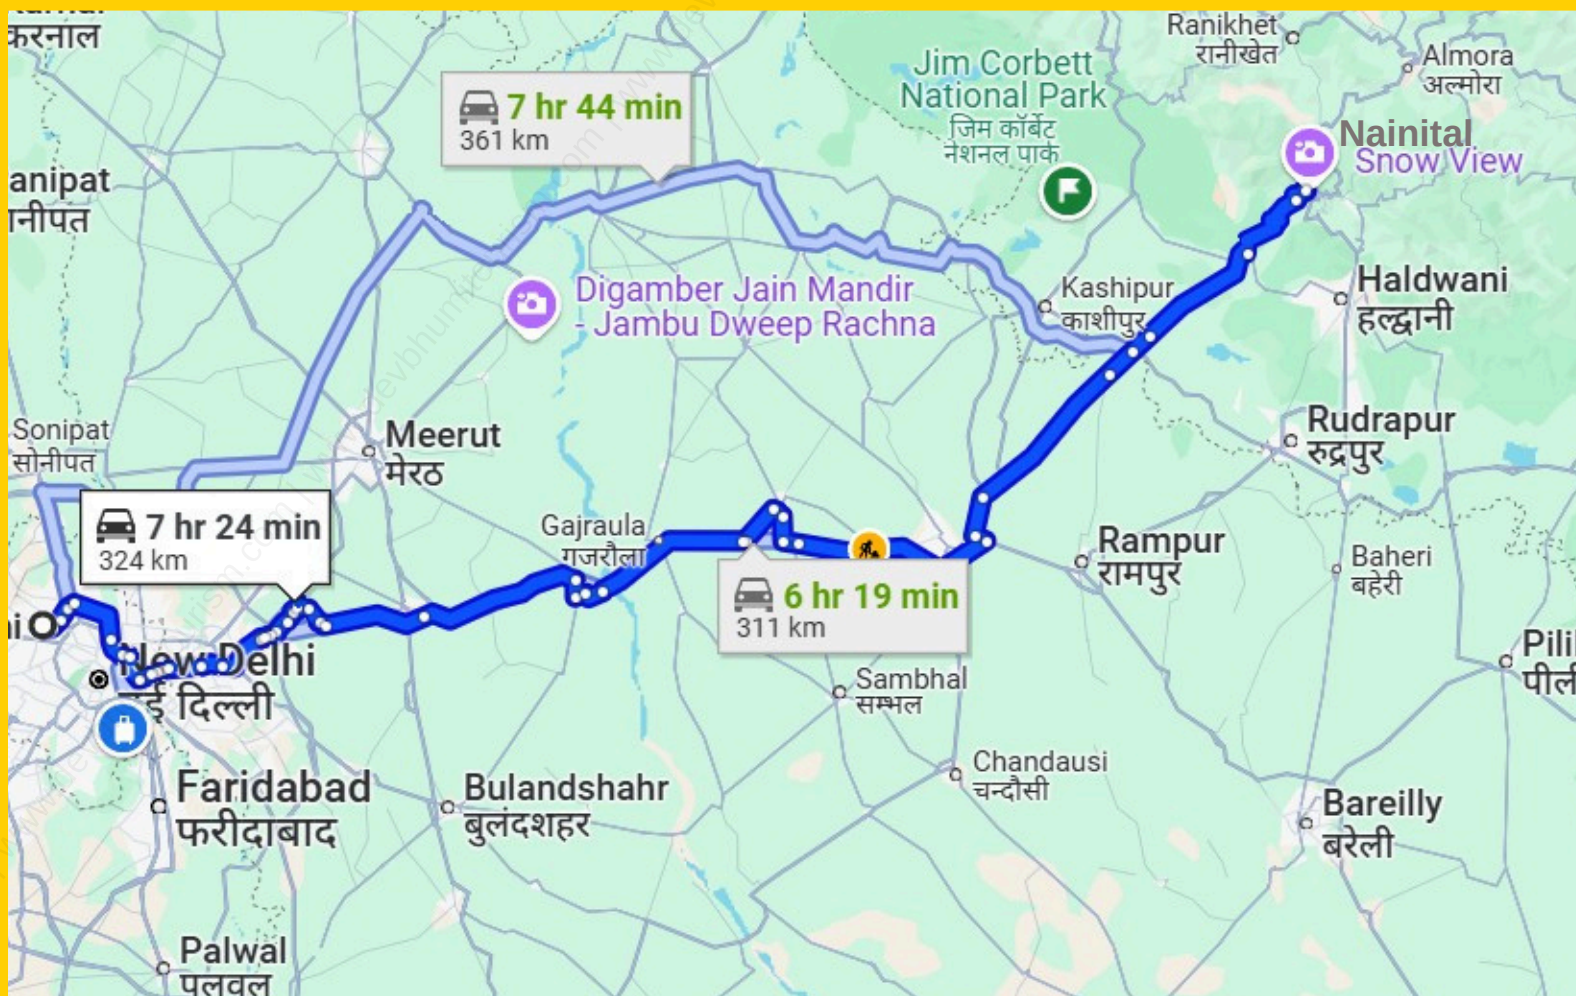 करनाल
Ranikhet
रानीखेत
Almora
अल्मोरा
Jim Corbett
National Park
जिम कॉर्बेट
नेशनल पार्क
7 hr 44 min
361 km
Nainital
Snow View
anipat
नीपत
Digamber Jain Mandir
- Jambu Dweep Rachna
Kashipur
काशीपुर
Haldwani
हल्द्वानी
Sonipat
सोनीपत
Meerut
मेरठ
Rudrapur
रुद्रपुर
7 hr 24 min
324 km
Gajraula
गजरौला
Rampur
रामपुर
Baheri
बहेरी
6 hr 19 min
311 km
New Delhi
नई दिल्ली
Sambhal
सम्भल
Pili
पीली
Chandausi
चन्दौसी
Faridabad
फरीदाबाद
Bulandshahr
बुलंदशहर
Bareilly
बरेली
Palwal
पलवल